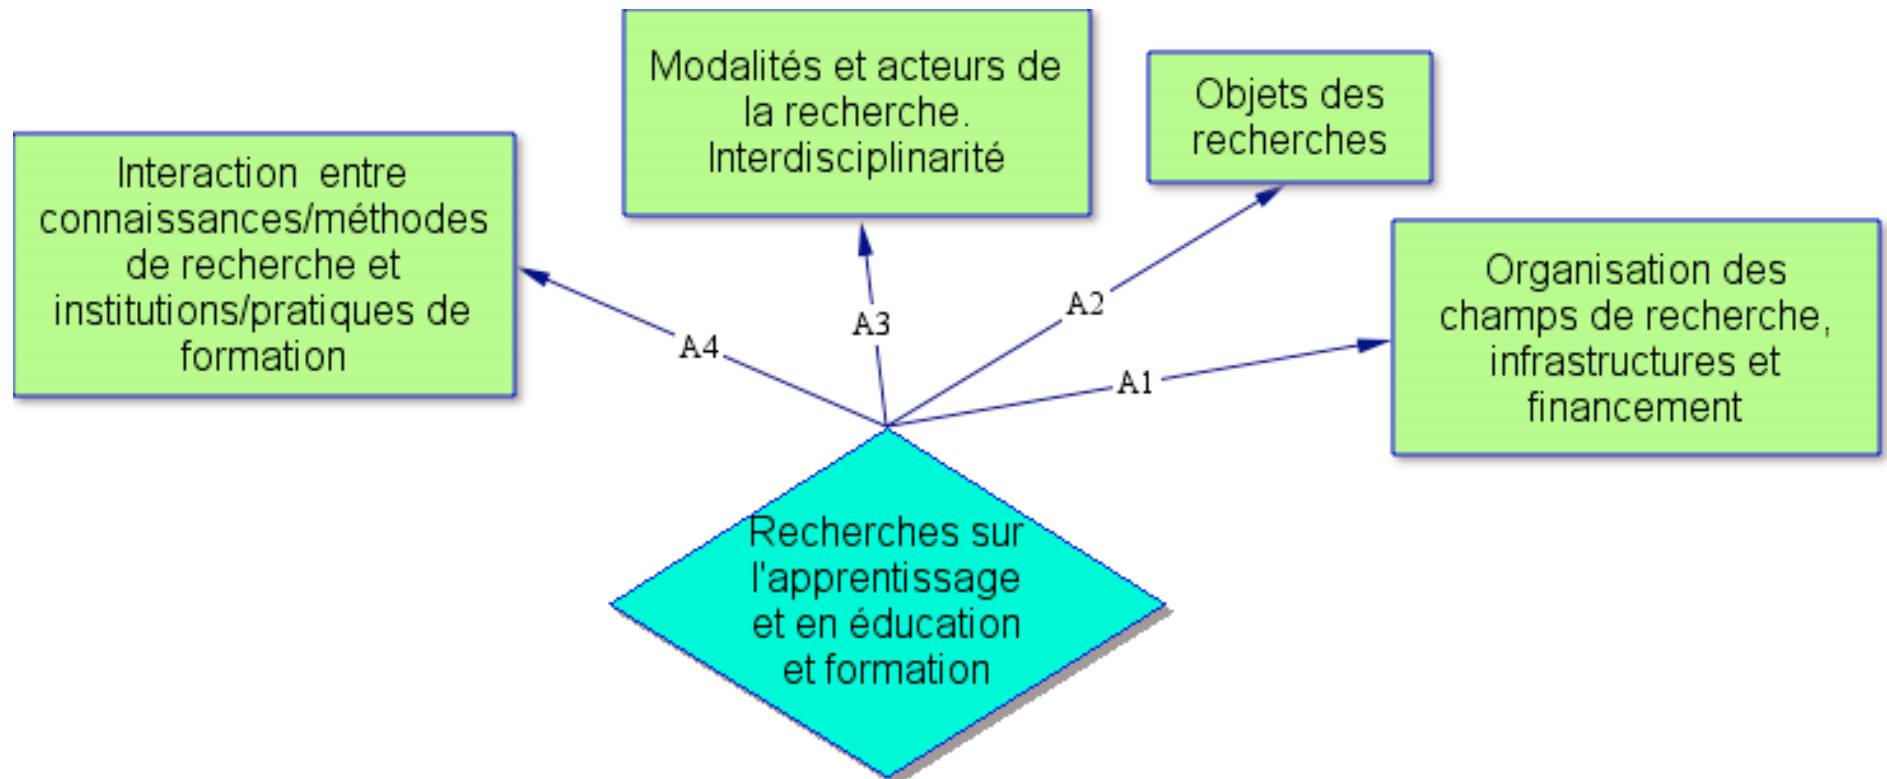 Modalités et acteurs de
la recherche.
Interdisciplinarité
Objets des
recherches
Interaction  entre
connaissances/méthodes
de recherche et
institutions/pratiques de
formation
Organisation des
champs de recherche,
infrastructures et
financement
A4
A3
A2
A1
Recherches sur
l'apprentissage
et en éducation
et formation